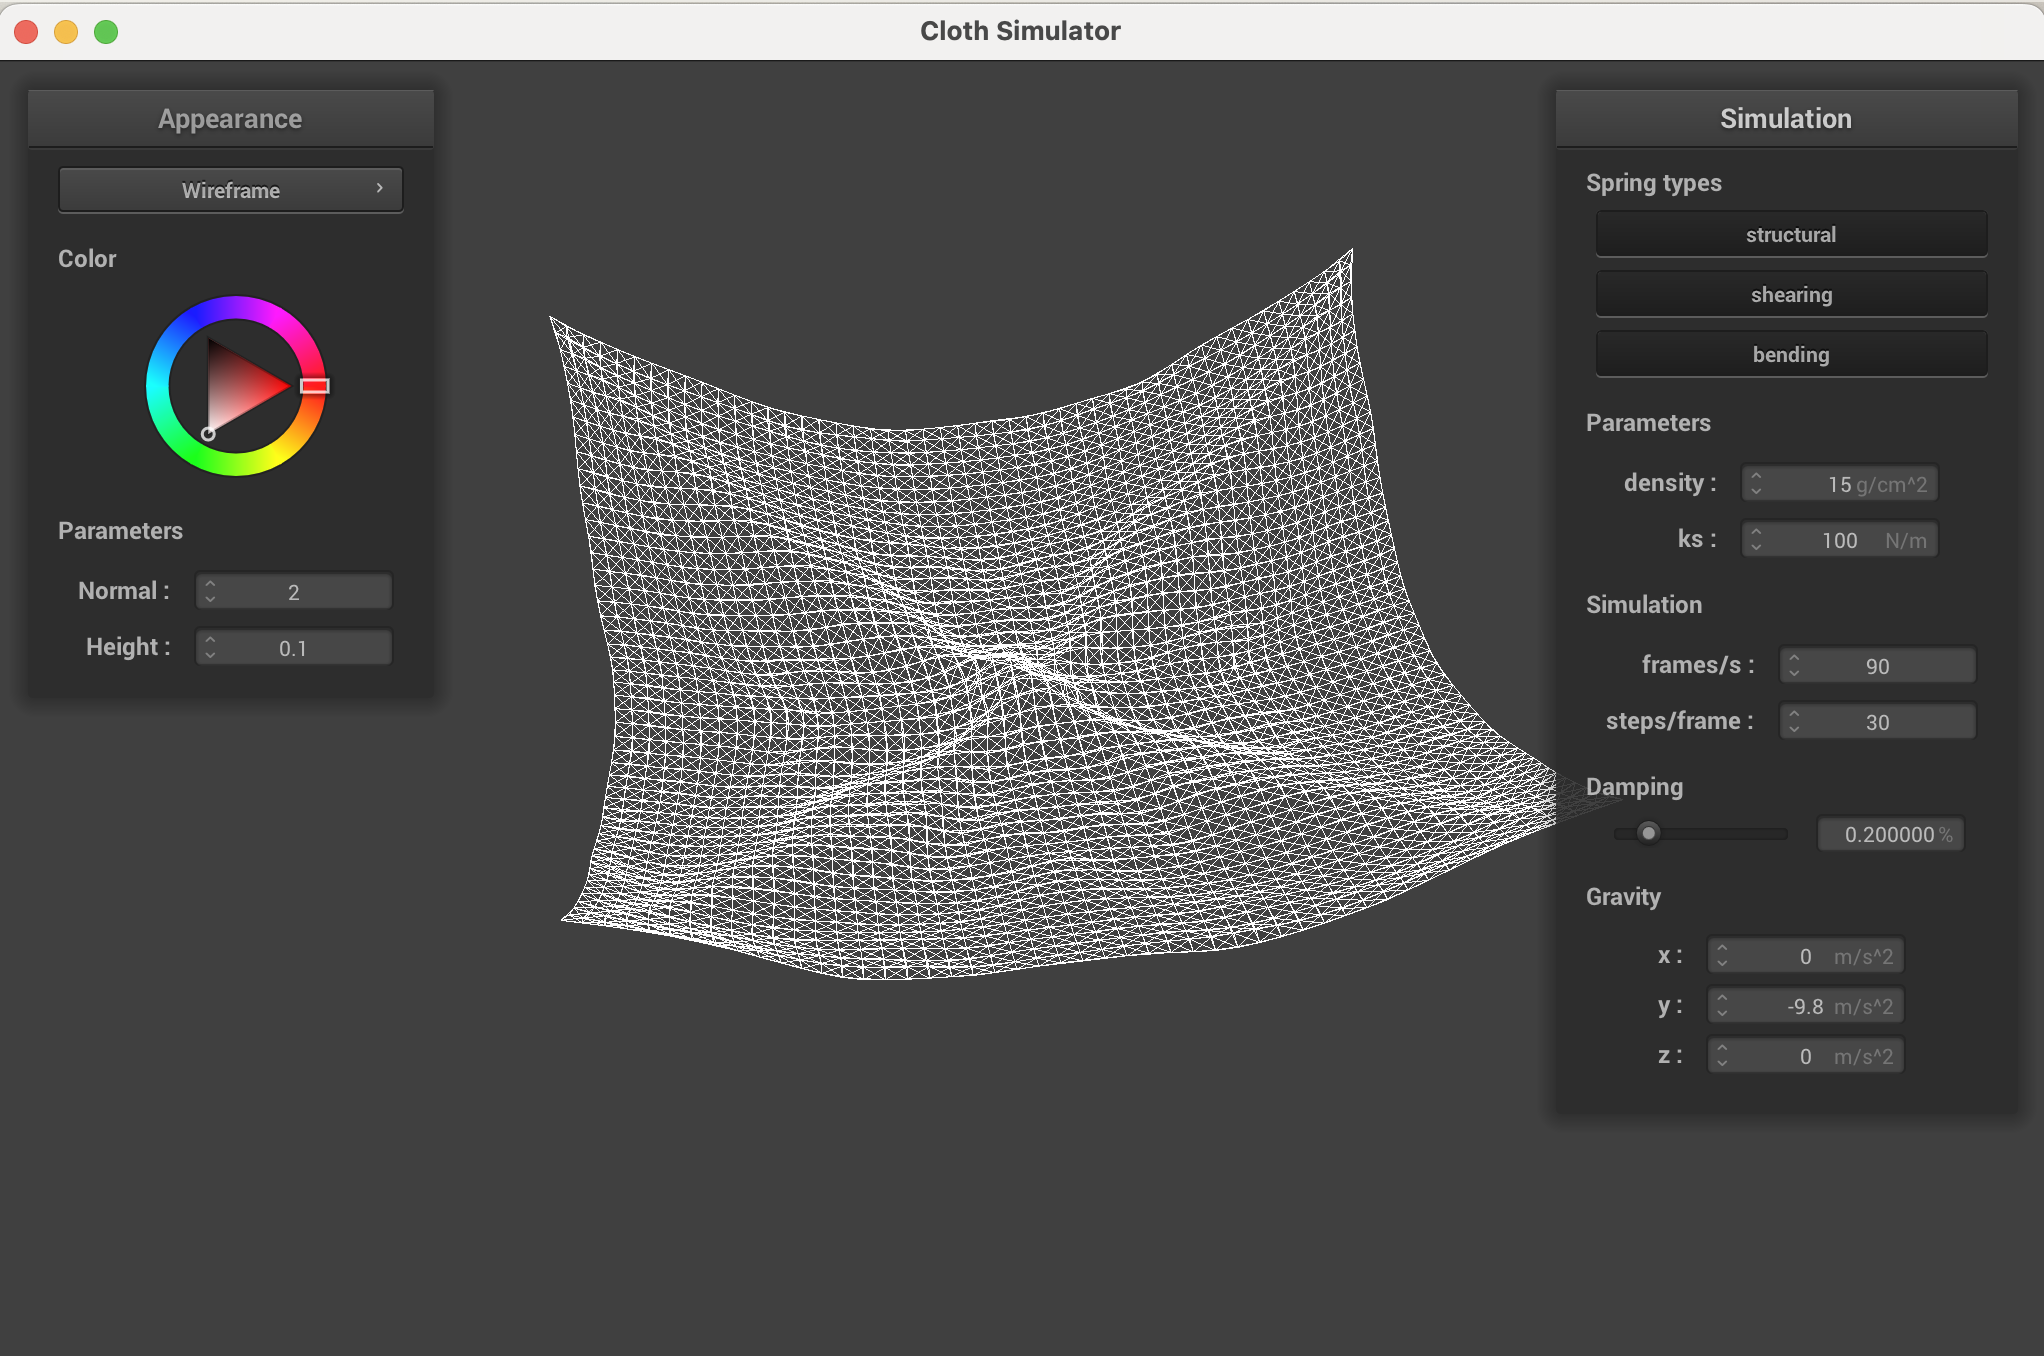 Cloth Simulator
Appearance
Wireframe
Color
Parameters
Normal : 2
Height : 0.1
Simulation
Spring types
structural
shearing
bending
Parameters
density : 15 g/cm^2
ks : 100 N/m
Simulation
frames/s : 90
steps/frame : 30
Damping
0.200000 %
Gravity
x : 0 m/s^2
y : -9.8 m/s^2
z : 0 m/s^2